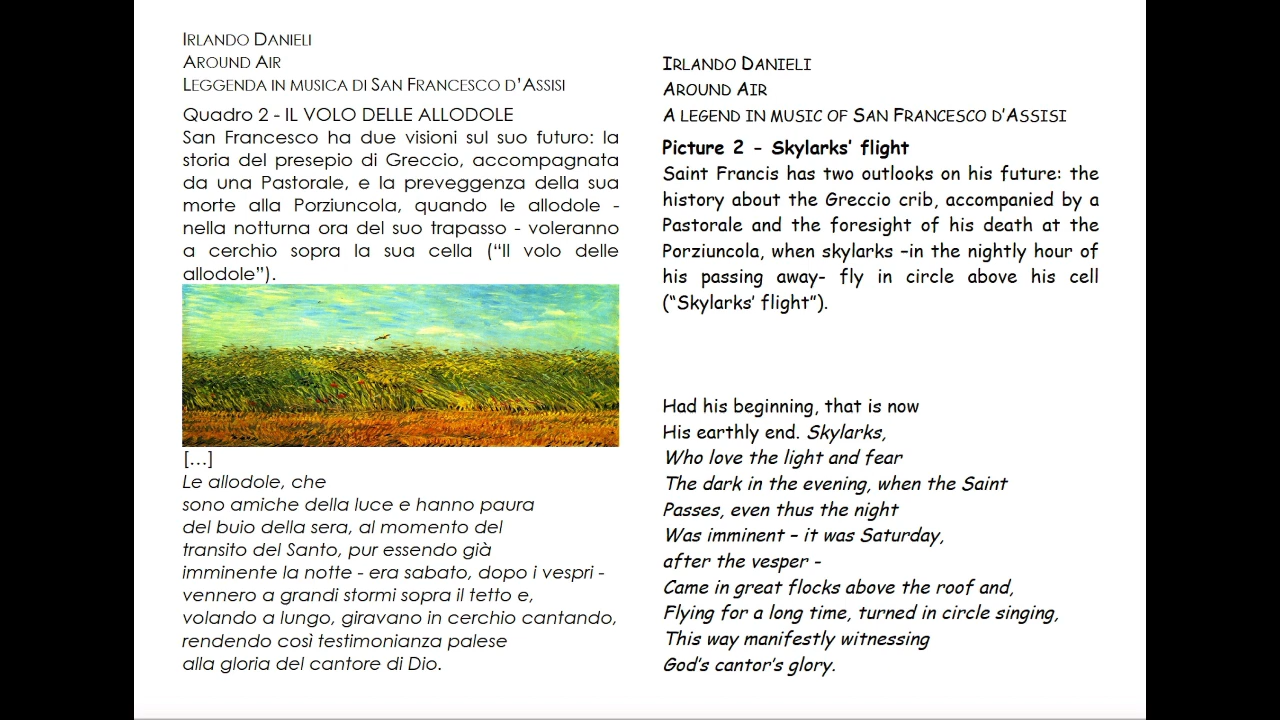 IRLANDO DANIELI
AROUND AIR
LEGGENDA IN MUSICA DI SAN FRANCESCO D'ASSISI
Quadro 2 - IL VOLO DELLE ALLODOLE
San Francesco ha due visioni sul suo futuro: la
storia del presepio di Greccio, accompagnata
da una Pastorale, e la preveggenza della sua
morte alla Porziuncola, quando le allodole -
nella notturna ora del suo trapasso - voleranno
a cerchio sopra la sua cella (“Il volo delle
allodole”).
[…]
Le allodole, che
sono amiche della luce e hanno paura
del buio della sera, al momento del
transito del Santo, pur essendo già
imminente la notte - era sabato, dopo i vespri -
vennero a grandi stormi sopra il tetto e,
volando a lungo, giravano in cerchio cantando,
rendendo così testimonianza palese
alla gloria del cantore di Dio.
IRLANDO DANIELI
AROUND AIR
A LEGEND IN MUSIC OF SAN FRANCESCO D'ASSISI
Picture 2 - Skylarks’ flight
Saint Francis has two outlooks on his future: the
history about the Greccio crib, accompanied by a
Pastorale and the foresight of his death at the
Porziuncola, when skylarks –in the nightly hour of
his passing away- fly in circle above his cell
(“Skylarks’ flight”).
Had his beginning, that is now
His earthly end. Skylarks,
Who love the light and fear
The dark in the evening, when the Saint
Passes, even thus the night
Was imminent – it was Saturday,
after the vesper -
Came in great flocks above the roof and,
Flying for a long time, turned in circle singing,
This way manifestly witnessing
God’s cantor’s glory.